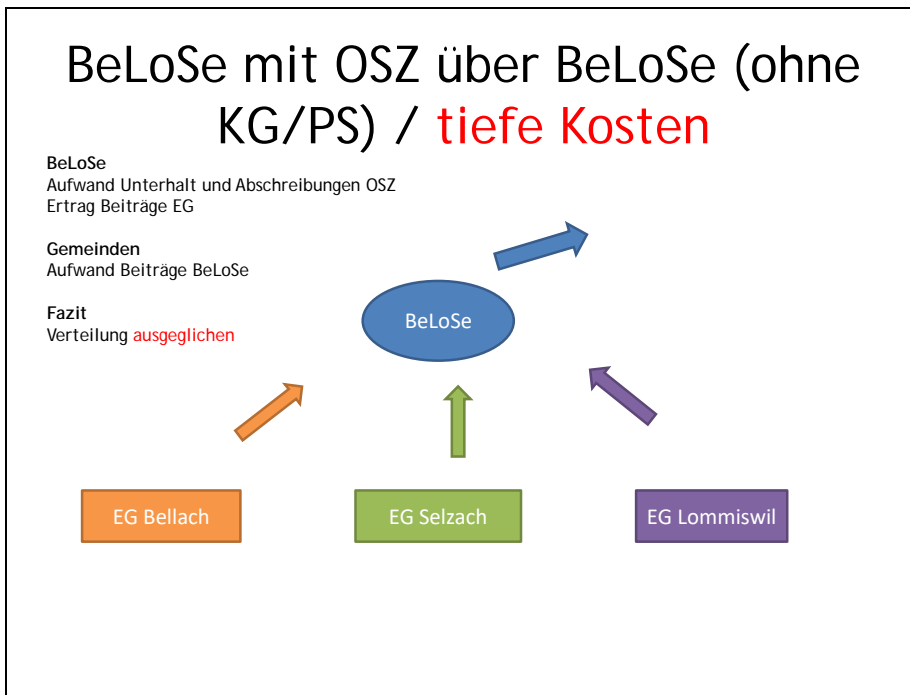 BeLoSe mit OSZ über BeLoSe (ohne
KG/PS) / tiefe Kosten
BeLoSe
Aufwand Unterhalt und Abschreibungen OSZ
Ertrag Beiträge EG
Gemeinden
Aufwand Beiträge BeLoSe
Fazit
Verteilung ausgeglichen
BeLoSe
EG Bellach
EG Selzach
EG Lommiswil